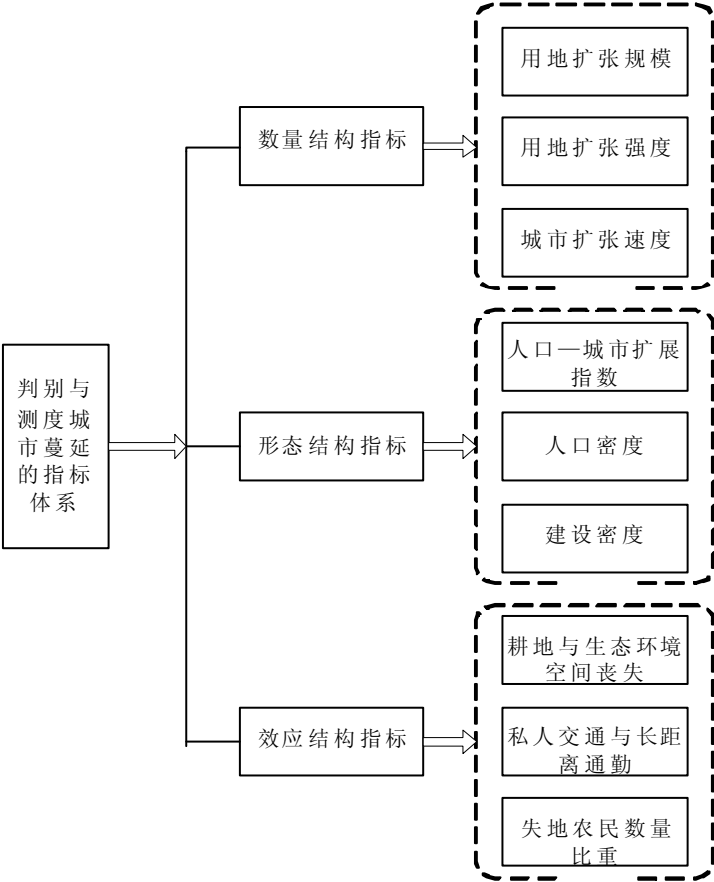 用地扩张规模
数量结构指标
用地扩张强度
城市扩张速度
判别与
测度城
市蔓延
的指标
体系
人口—城市扩展
指数
形态结构指标
人口密度
建设密度
耕地与生态环境
空间丧失
效应结构指标
私人交通与长距
离通勤
失地农民数量
比重